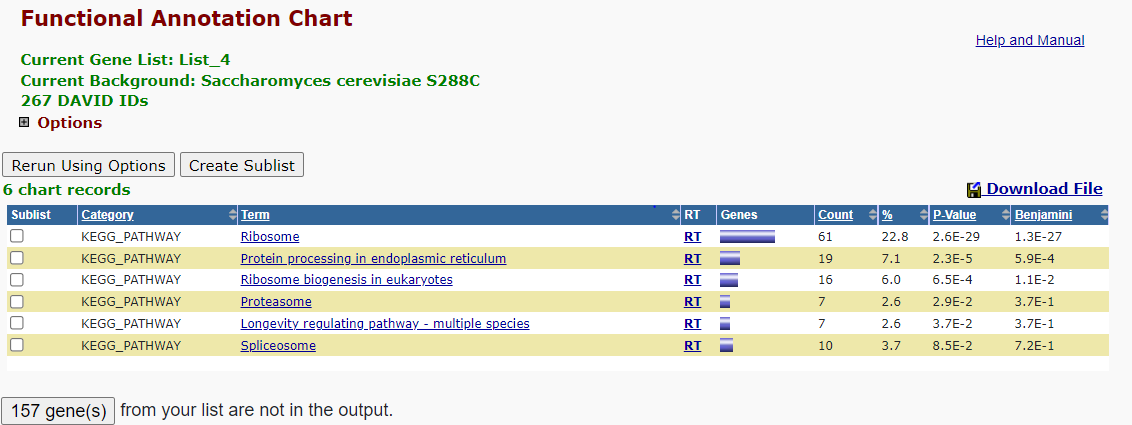 Functional Annotation Chart
Help and Manual
Current Gene List: List_4
Current Background: Saccharomyces cerevisiae S288C
267 DAVID IDs
Options
Rerun Using Options Create Sublist
6 chart records Download File
Sublist Category Term RT Genes Count % P-Value Benjamini
KEGG_PATHWAY Ribosome RT 61 22.8 2.6E-29 1.3E-27
KEGG_PATHWAY Protein processing in endoplasmic reticulum RT 19 7.1 2.3E-5 5.9E-4
KEGG_PATHWAY Ribosome biogenesis in eukaryotes RT 16 6.0 6.5E-4 1.1E-2
KEGG_PATHWAY Proteasome RT 7 2.6 2.9E-2 3.7E-1
KEGG_PATHWAY Longevity regulating pathway - multiple species RT 7 2.6 3.7E-2 3.7E-1
KEGG_PATHWAY Spliceosome RT 10 3.7 8.5E-2 7.2E-1
157 gene(s) from your list are not in the output.